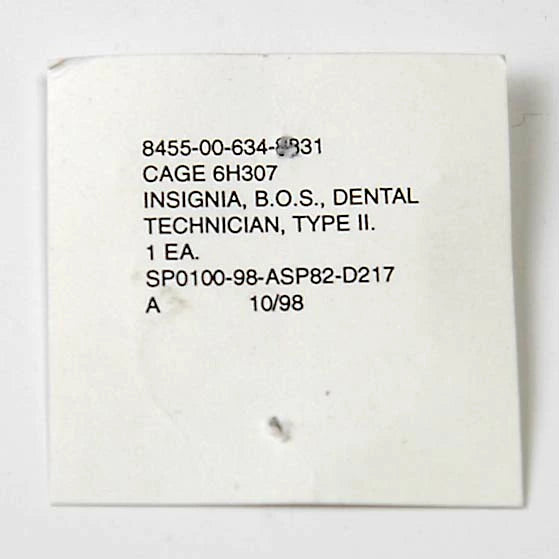 CAGE 6H307
INSIGNIA, B.O.S., DENTAL
TECHNICIAN, TYPE II.
1 EA.
SP0100-98-ASP82-D217
A 10/98